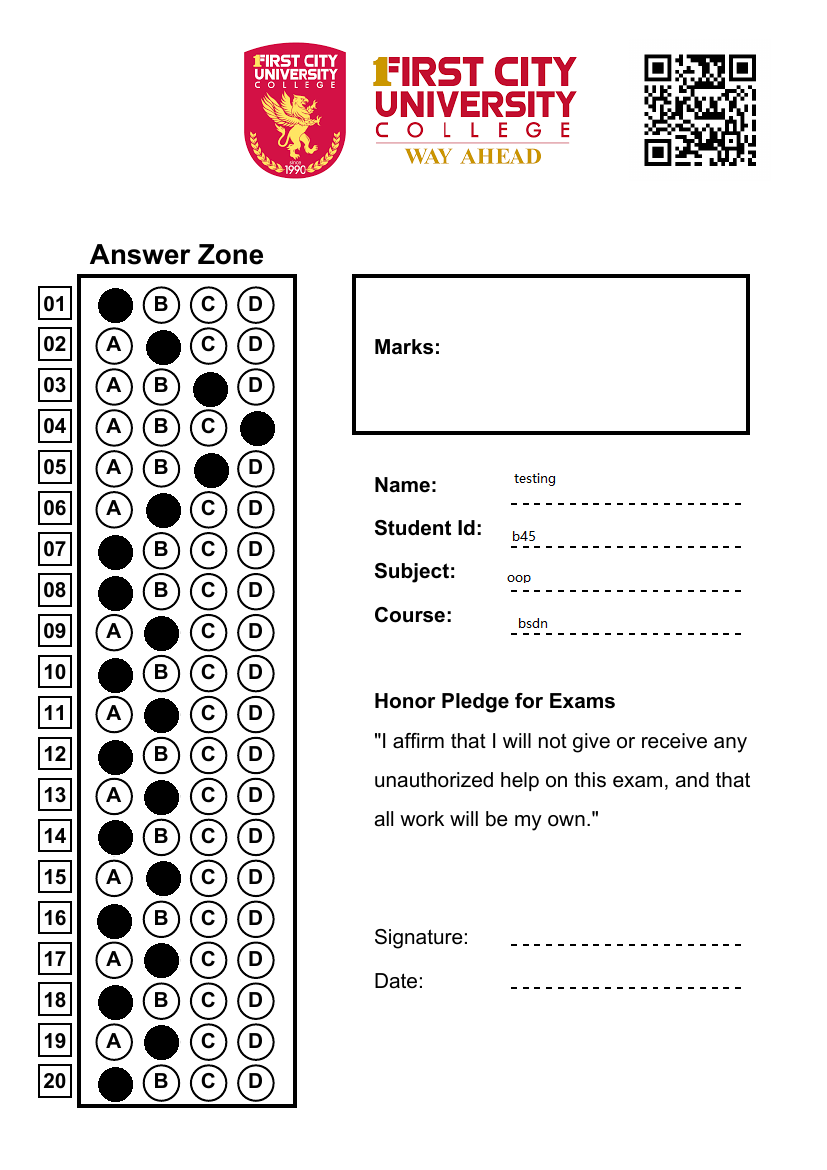 1FIRST CITY
UNIVERSITY
COLLEGE
since
1990
1FIRST CITY
UNIVERSITY
COLLEGE
WAY AHEAD
Answer Zone
01 B C D
02 A C D
03 A B D
04 A B C
05 A B D
06 A C D
07 B C D
08 B C D
09 A C D
10 B C D
11 A C D
12 B C D
13 A C D
14 B C D
15 A C D
16 B C D
17 A C D
18 B C D
19 A C D
20 B C D
Marks:
Name: testing
Student Id: b45
Subject: oop
Course: bsdn
Honor Pledge for Exams
"I affirm that I will not give or receive any
unauthorized help on this exam, and that
all work will be my own."
Signature:
Date: